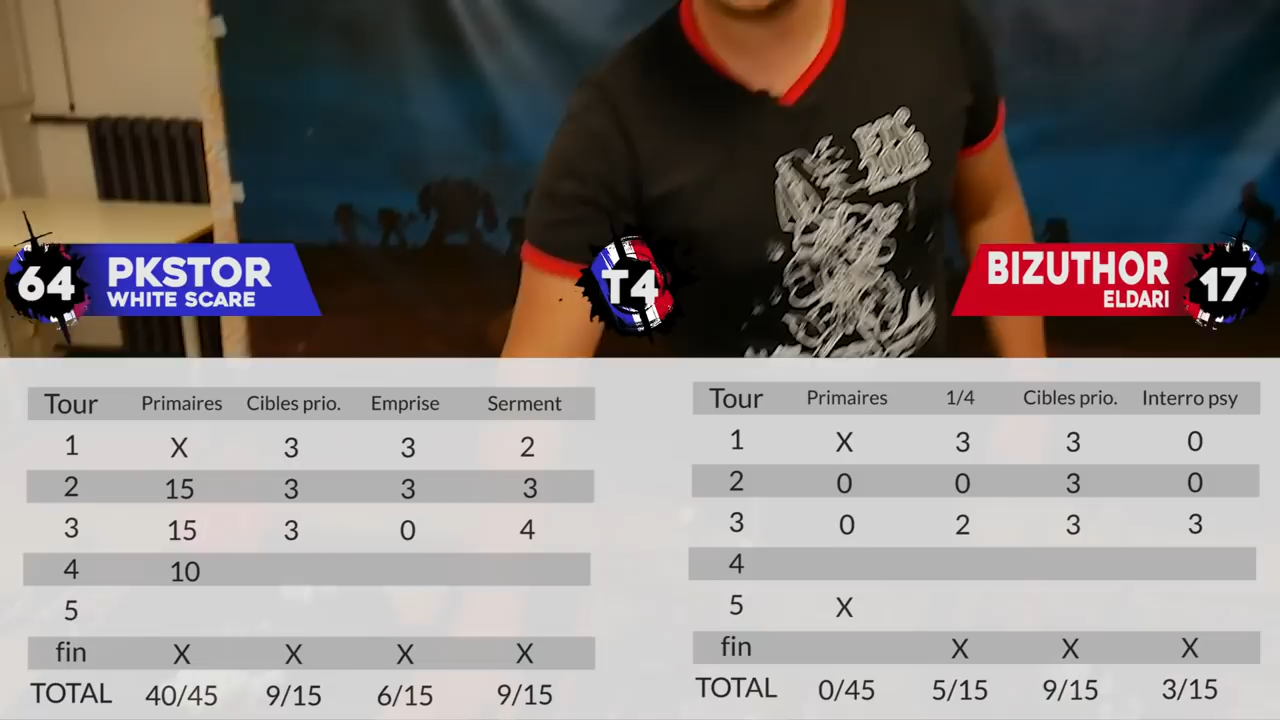 64 PKSTOR
WHITE SCARE
T4
BIZUTHOR 17
ELDARI
Tour Primaires Cibles prio. Emprise Serment
1 X 3 3 2
2 15 3 3 3
3 15 3 0 4
4 10
5
fin X X X X
TOTAL 40/45 9/15 6/15 9/15
Tour Primaires 1/4 Cibles prio. Interro psy
1 X 3 3 0
2 0 0 3 0
3 0 2 3 3
4
5 X
fin X X X
TOTAL 0/45 5/15 9/15 3/15